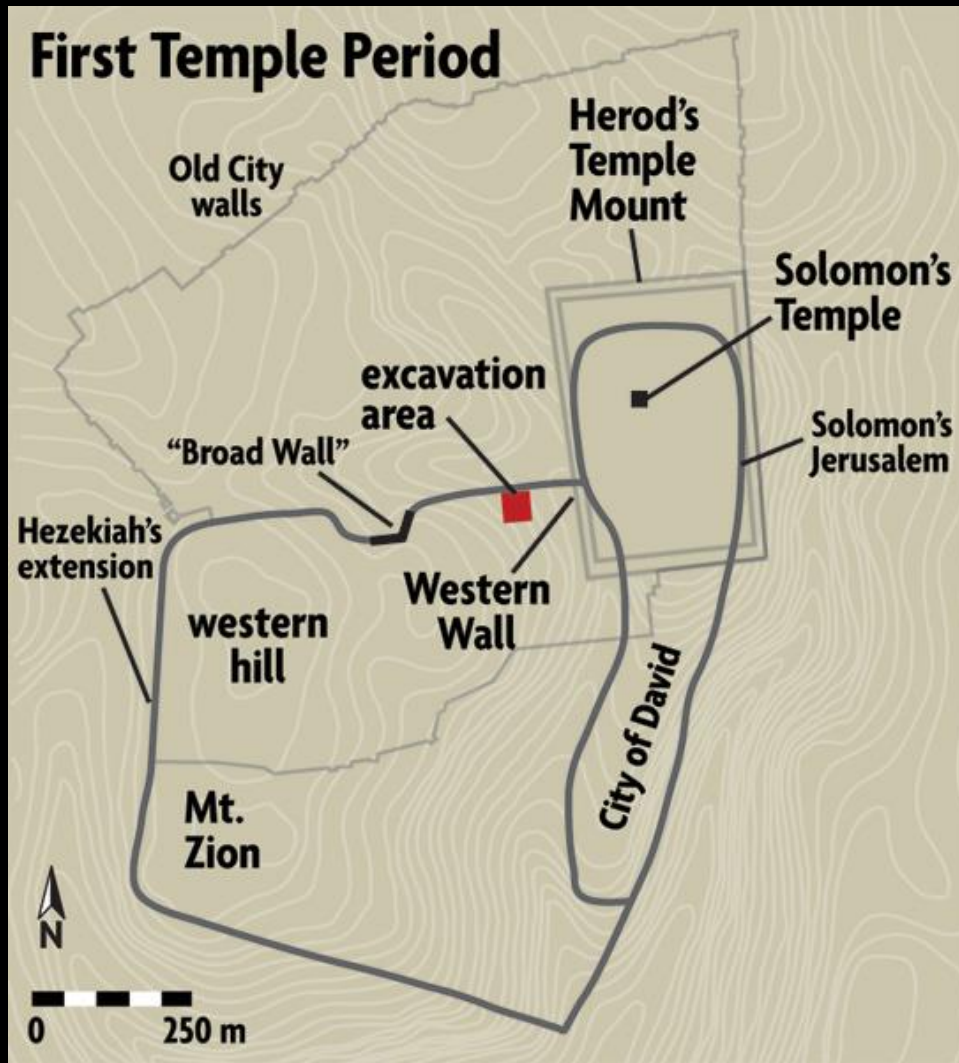 First Temple Period
Old City
walls
Herod's
Temple
Mount
Solomon's
Temple
excavation
area
"Broad Wall"
Solomon's
Jerusalem
Hezekiah's
extension
Western
Wall
western
hill
City of David
Mt.
Zion
N
0 250 m